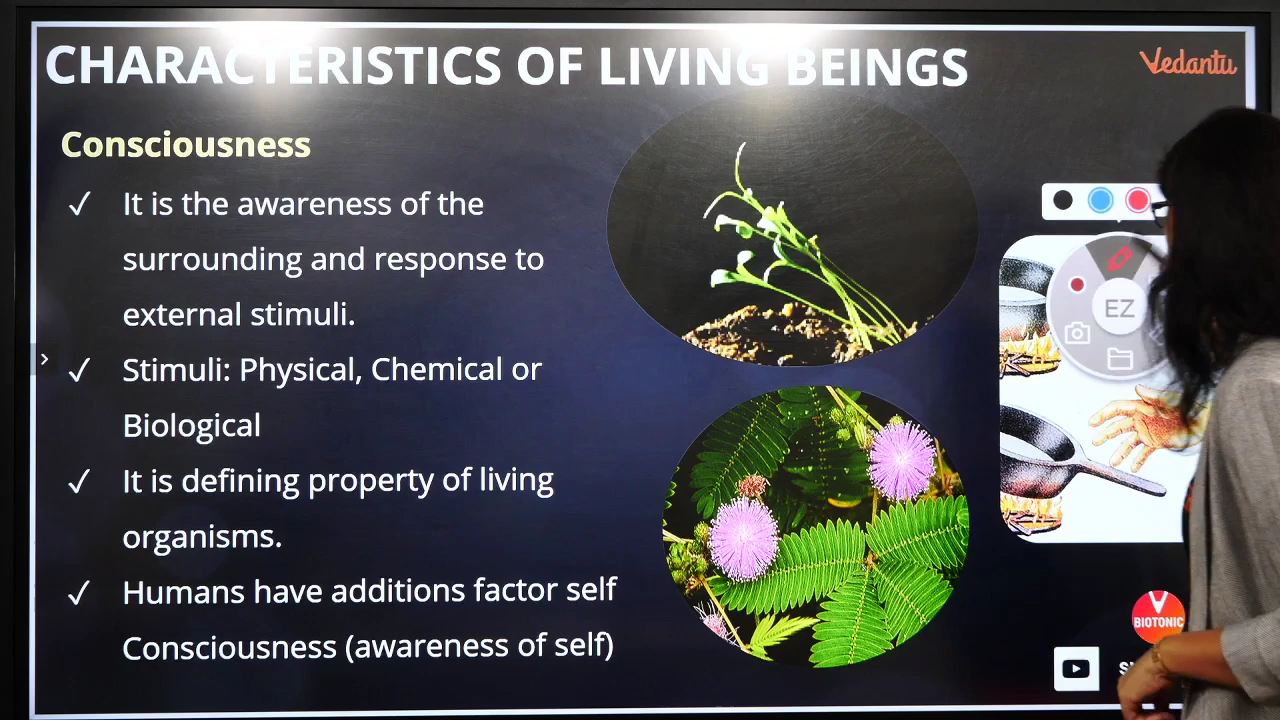 CHARACTERISTICS OF LIVING BEINGS
Vedantu
Consciousness
✓ It is the awareness of the
surrounding and response to
external stimuli.
✓ Stimuli: Physical, Chemical or
Biological
✓ It is defining property of living
organisms.
✓ Humans have additions factor self
Consciousness (awareness of self)
EZ
V
BIOTONIC